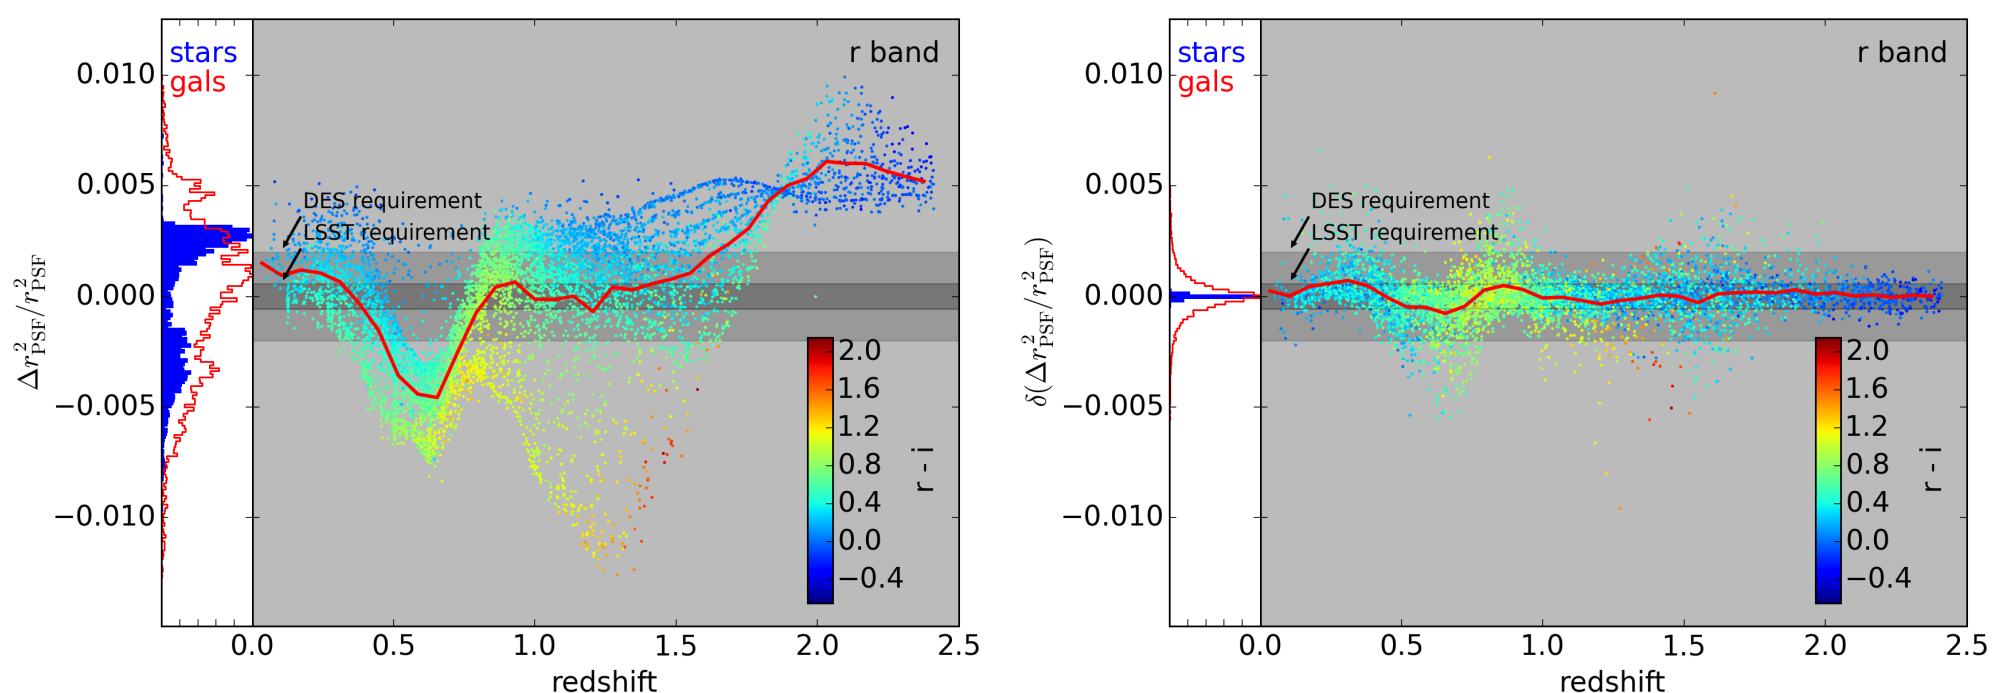 stars
gals
r band
0.010
0.005
0.000
−0.005
−0.010
Δr²PSF/r²PSF
DES requirement
LSST requirement
2.0
1.6
1.2
0.8
0.4
0.0
−0.4
r - i
0.0
0.5
1.0
1.5
2.0
2.5
redshift
stars
gals
r band
0.010
0.005
0.000
−0.005
−0.010
δ(Δr²PSF/r²PSF)
DES requirement
LSST requirement
2.0
1.6
1.2
0.8
0.4
0.0
−0.4
r - i
0.0
0.5
1.0
1.5
2.0
2.5
redshift